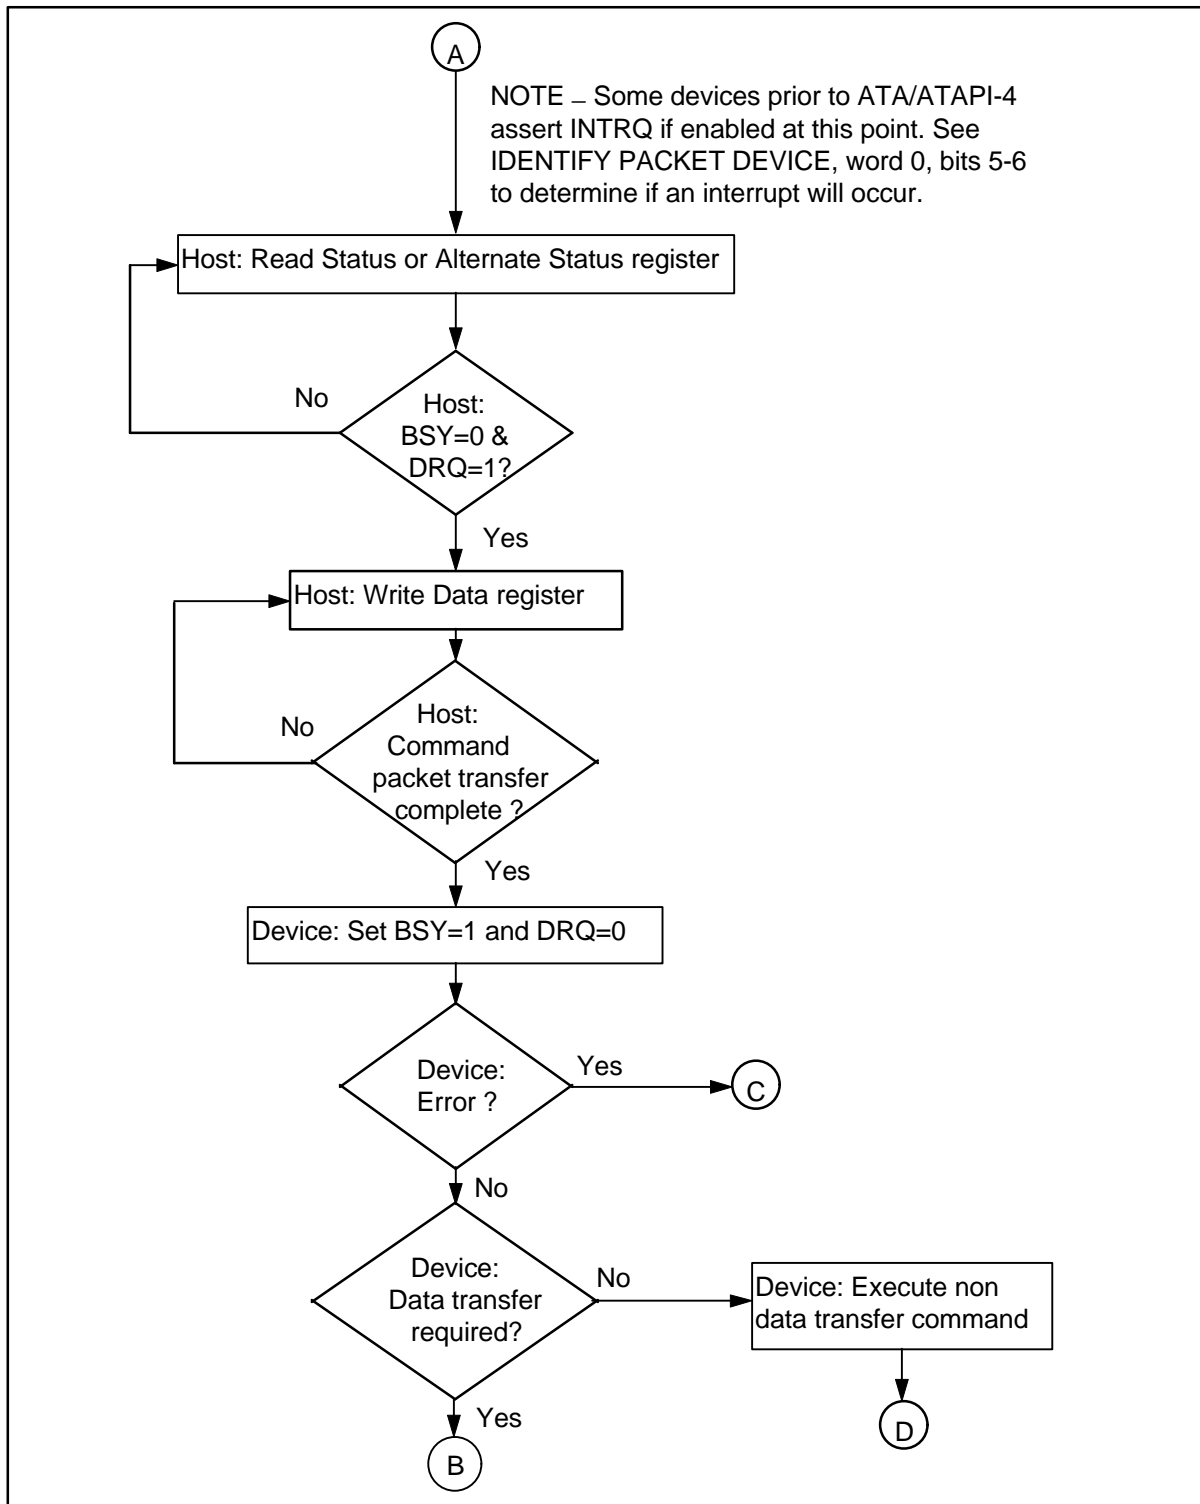 A
NOTE – Some devices prior to ATA/ATAPI-4
assert INTRQ if enabled at this point. See
IDENTIFY PACKET DEVICE, word 0, bits 5-6
to determine if an interrupt will occur.
Host: Read Status or Alternate Status register
No
Host:
BSY=0 &
DRQ=1?
Yes
Host: Write Data register
No
Host:
Command
packet transfer
complete ?
Yes
Device: Set BSY=1 and DRQ=0
Device:
Error ?
Yes
C
No
Device:
Data transfer
required?
No
Device: Execute non
data transfer command
Yes
B
D